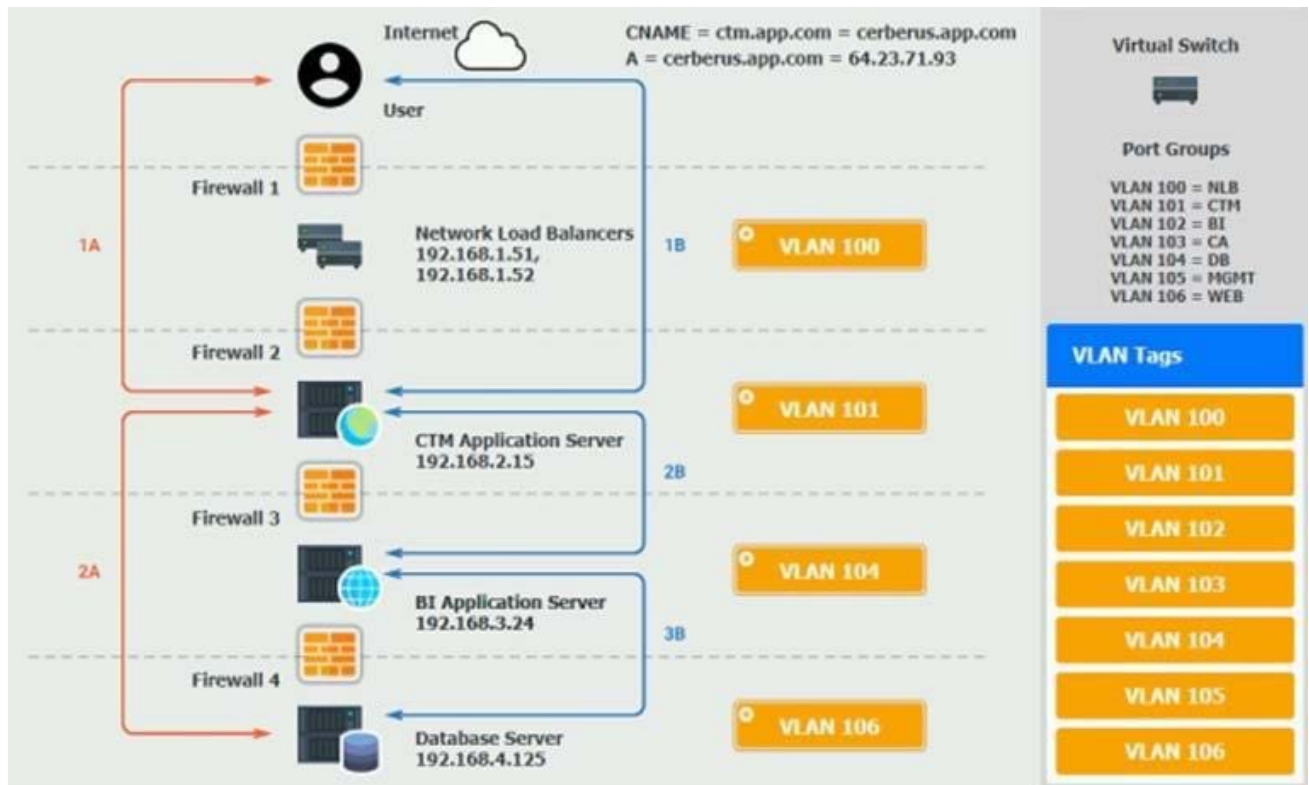 Internet
CNAME = ctm.app.com = cerberus.app.com
A = cerberus.app.com = 64.23.71.93
User
Firewall 1
1A
Network Load Balancers
192.168.1.51,
192.168.1.52
1B
VLAN 100
Firewall 2
VLAN 101
CTM Application Server
192.168.2.15
2B
Firewall 3
2A
VLAN 104
BI Application Server
192.168.3.24
3B
Firewall 4
VLAN 106
Database Server
192.168.4.125
Virtual Switch
Port Groups
VLAN 100 = NLB
VLAN 101 = CTM
VLAN 102 = BI
VLAN 103 = CA
VLAN 104 = DB
VLAN 105 = MGMT
VLAN 106 = WEB
VLAN Tags
VLAN 100
VLAN 101
VLAN 102
VLAN 103
VLAN 104
VLAN 105
VLAN 106